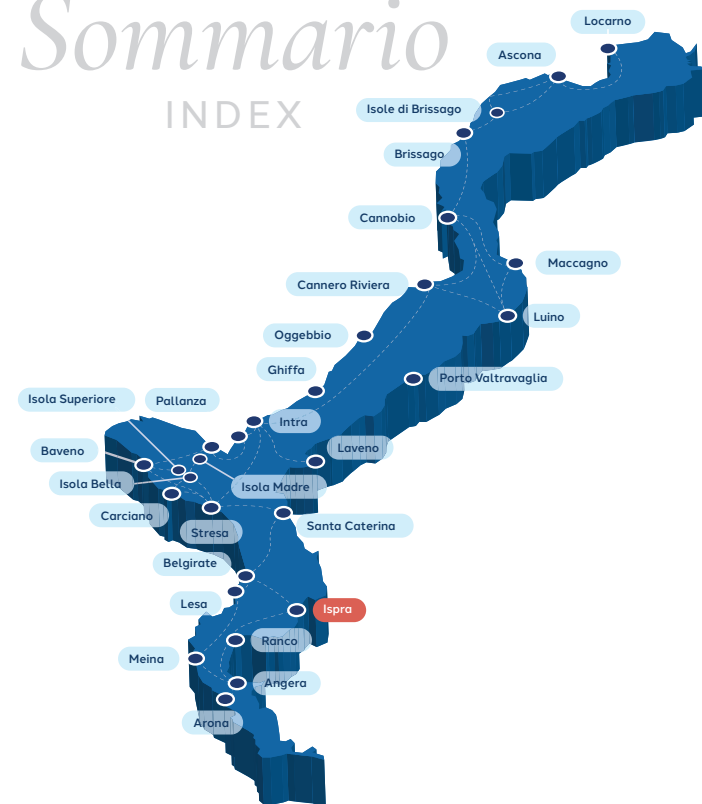 Sommario
INDEX
Locarno
Ascona
Isole di Brissago
Brissago
Cannobio
Maccagno
Cannero Riviera
Luino
Oggebbio
Ghiffa
Porto Valtravaglia
Isola Superiore
Pallanza
Intra
Baveno
Laveno
Isola Bella
Isola Madre
Carciano
Stresa
Santa Caterina
Belgirate
Lesa
Ispra
Ranco
Meina
Angera
Arona